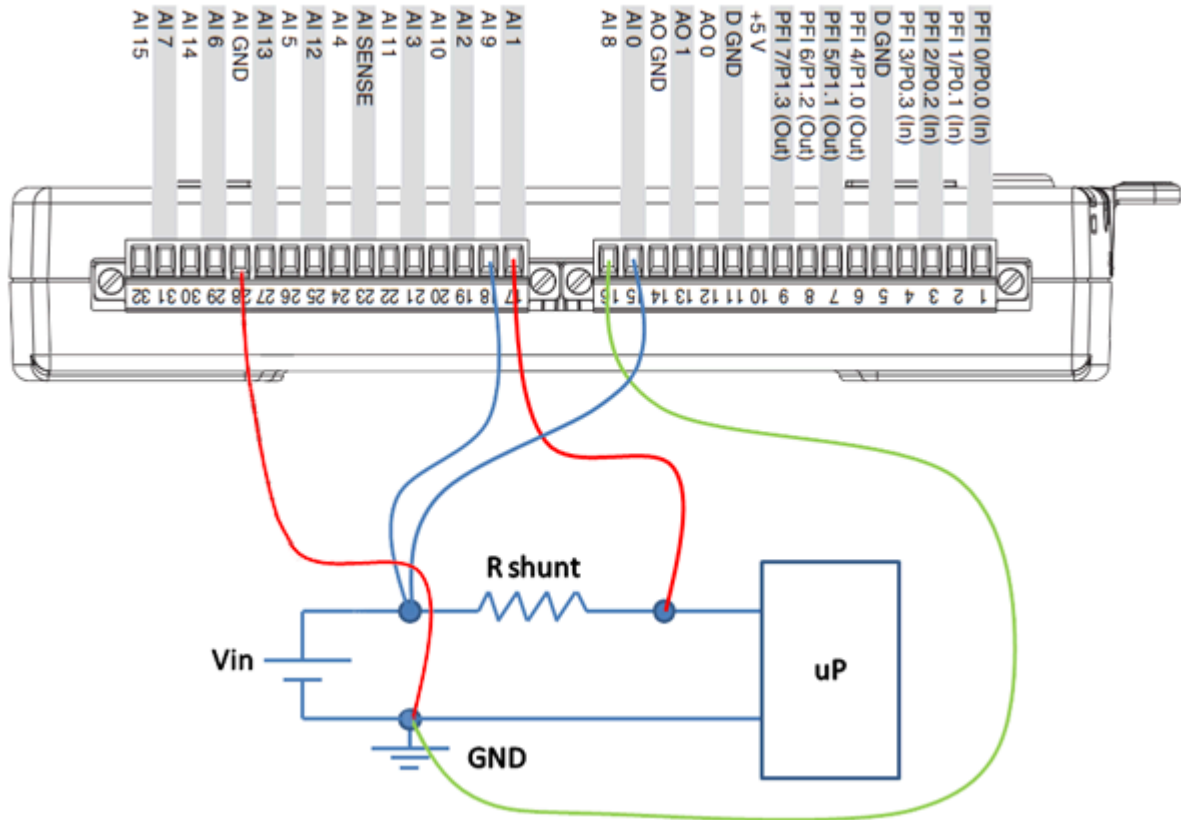 AI 15
AI 7
AI 14
AI 6
AI GND
AI 13
AI 5
AI 12
AI 4
AI SENSE
AI 11
AI 3
AI 10
AI 2
AI 9
AI 1
AI 8
AI 0
AO GND
AO 1
AO 0
D GND
+5 V
PFI 7/P1.3 (Out)
PFI 6/P1.2 (Out)
PFI 5/P1.1 (Out)
PFI 4/P1.0 (Out)
D GND
PFI 3/P0.3 (In)
PFI 2/P0.2 (In)
PFI 1/P0.1 (In)
PFI 0/P0.0 (In)
32
31
30
29
28
27
26
25
24
23
22
21
20
19
18
17
16
15
14
13
12
11
10
9
8
7
6
5
4
3
2
1
R shunt
Vin
uP
GND